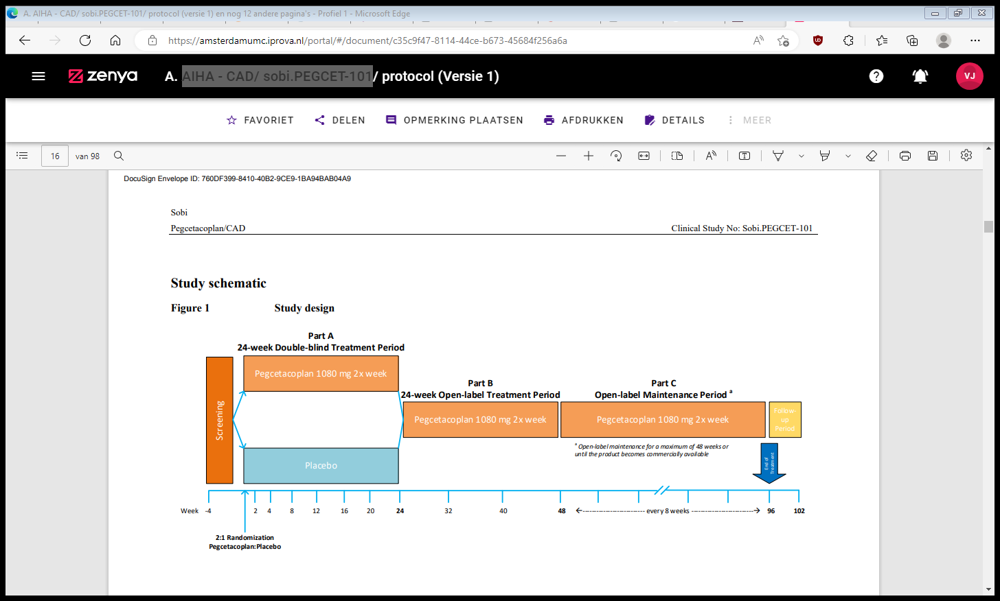 A. AIHA - CAD/ sobi.PEGCET-101/ protocol (versie 1) en nog 12 andere pagina's - Profiel 1 - Microsoft Edge
https://amsterdamumc.iprova.nl/portal/#/document/c35c9f47-8114-44ce-b673-45684f256a6a
zenya
A. AIHA - CAD/ sobi.PEGCET-101/ protocol (Versie 1)
VJ
FAVORIET DELEN OPMERKING PLAATSEN AFDRUKKEN DETAILS MEER
16 van 98
DocuSign Envelope ID: 760DF399-8410-40B2-9CE9-1BA94BAB04A9
Sobi
Pegcetacoplan/CAD Clinical Study No: Sobi.PEGCET-101
Study schematic
Figure 1 Study design
Part A
24-week Double-blind Treatment Period
Pegcetacoplan 1080 mg 2x week
Part B
24-week Open-label Treatment Period
Part C
Open-label Maintenance Period a
Screening
Pegcetacoplan 1080 mg 2x week
Pegcetacoplan 1080 mg 2x week
Follow-
up
Period
a Open-label maintenance for a maximum of 48 weeks or
until the product becomes commercially available
Placebo
End of
Treatment
Week -4 2 4 8 12 16 20 24 32 40 48 every 8 weeks 96 102
2:1 Randomization
Pegcetacoplan:Placebo